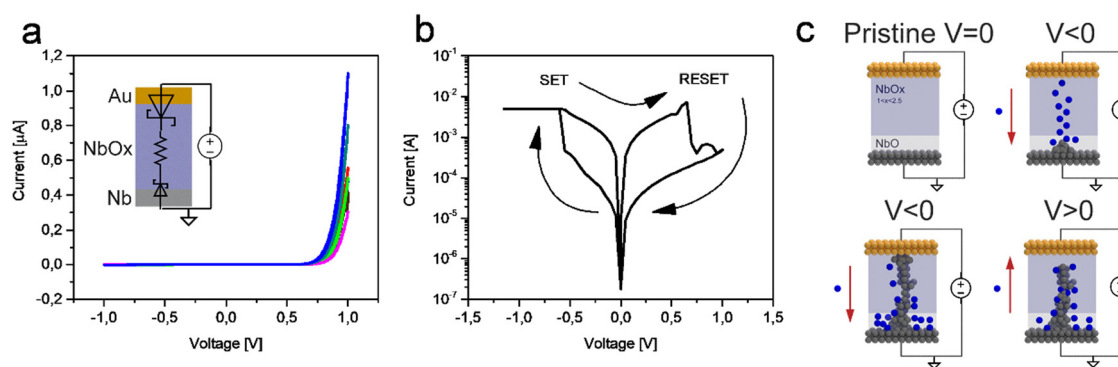 a
1,2
1,0
0,8
0,6
0,4
0,2
0,0
-0,2
Current [µA]
-1,0 -0,5 0,0 0,5 1,0
Voltage [V]
Au
NbOx
Nb
+
−
b
10-1
10-2
10-3
10-4
10-5
10-6
10-7
Current [A]
SET
RESET
-1,0 -0,5 0,0 0,5 1,0 1,5
Voltage [V]
c
Pristine V=0
NbOx
1<x<2.5
NbO
+
−
V<0
+
−
V<0
+
−
V>0
+
−